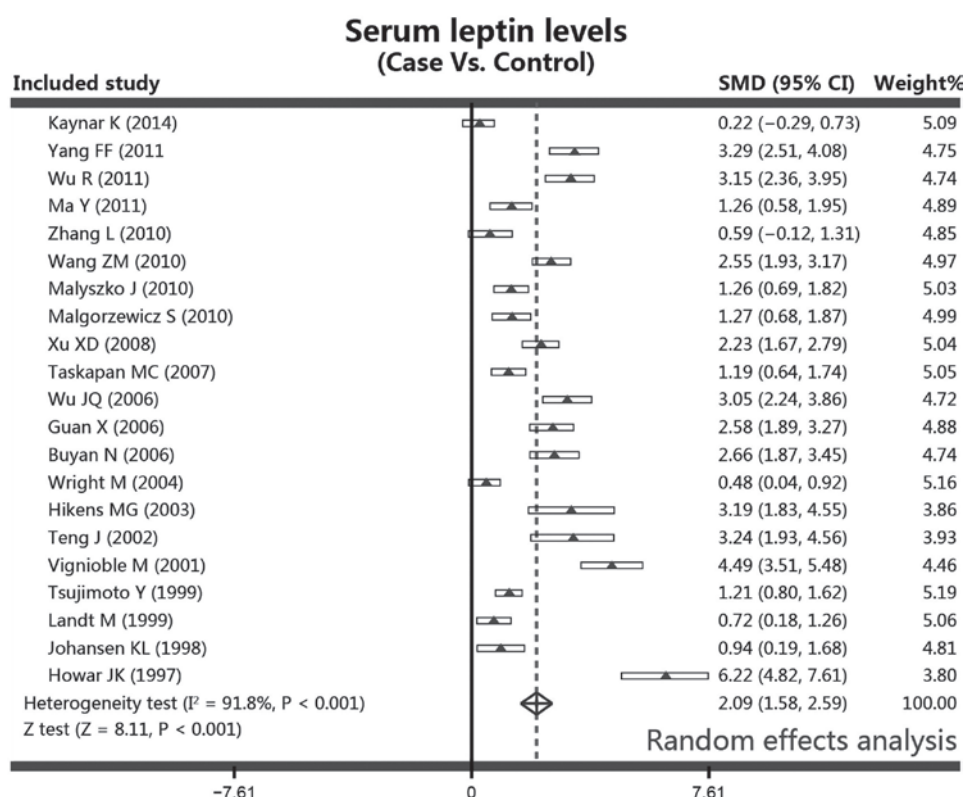 Serum leptin levels
(Case Vs. Control)
Included study SMD (95% CI) Weight%
Kaynar K (2014) 0.22 (−0.29, 0.73) 5.09
Yang FF (2011 3.29 (2.51, 4.08) 4.75
Wu R (2011) 3.15 (2.36, 3.95) 4.74
Ma Y (2011) 1.26 (0.58, 1.95) 4.89
Zhang L (2010) 0.59 (−0.12, 1.31) 4.85
Wang ZM (2010) 2.55 (1.93, 3.17) 4.97
Malyszko J (2010) 1.26 (0.69, 1.82) 5.03
Malgorzewicz S (2010) 1.27 (0.68, 1.87) 4.99
Xu XD (2008) 2.23 (1.67, 2.79) 5.04
Taskapan MC (2007) 1.19 (0.64, 1.74) 5.05
Wu JQ (2006) 3.05 (2.24, 3.86) 4.72
Guan X (2006) 2.58 (1.89, 3.27) 4.88
Buyan N (2006) 2.66 (1.87, 3.45) 4.74
Wright M (2004) 0.48 (0.04, 0.92) 5.16
Hikens MG (2003) 3.19 (1.83, 4.55) 3.86
Teng J (2002) 3.24 (1.93, 4.56) 3.93
Vignioble M (2001) 4.49 (3.51, 5.48) 4.46
Tsujimoto Y (1999) 1.21 (0.80, 1.62) 5.19
Landt M (1999) 0.72 (0.18, 1.26) 5.06
Johansen KL (1998) 0.94 (0.19, 1.68) 4.81
Howar JK (1997) 6.22 (4.82, 7.61) 3.80
Heterogeneity test (I² = 91.8%, P < 0.001) 2.09 (1.58, 2.59) 100.00
Z test (Z = 8.11, P < 0.001)
Random effects analysis
−7.61 0 7.61